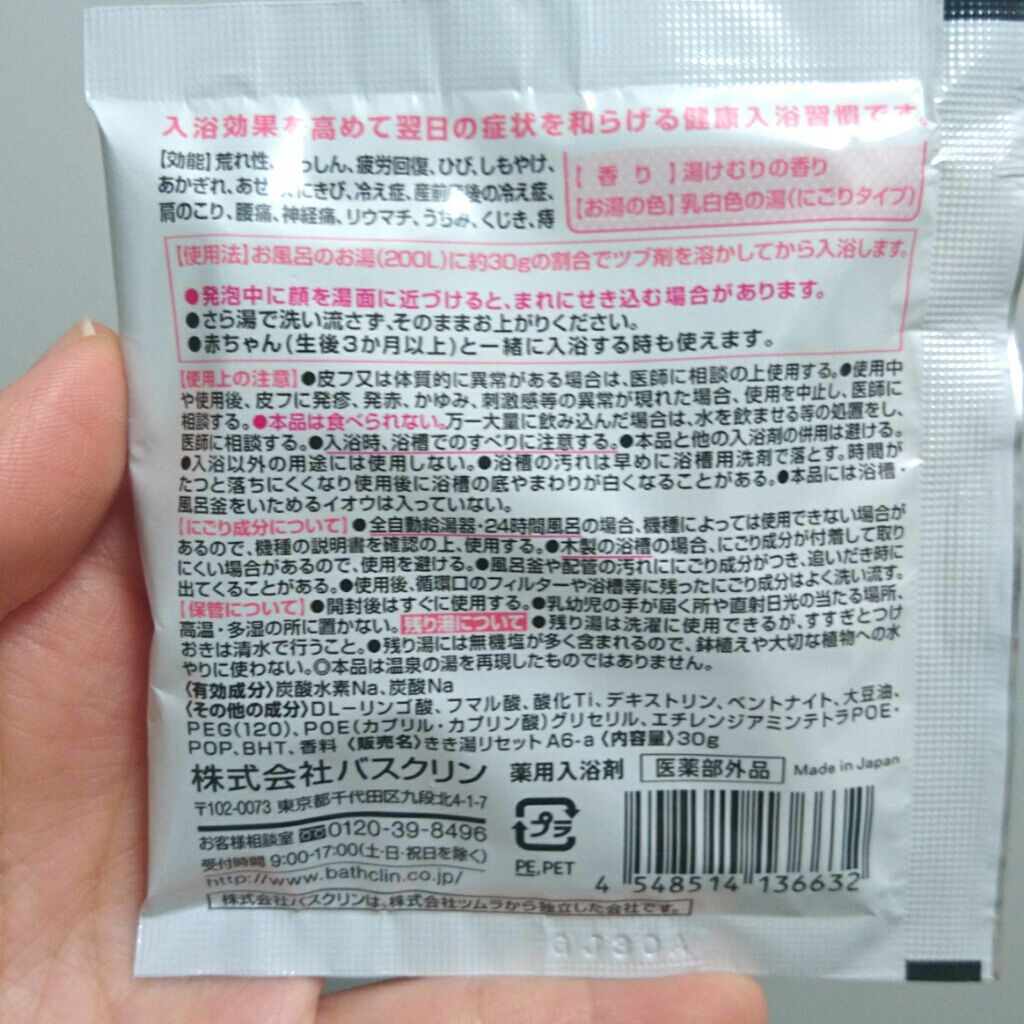 入浴効果を高めて翌日の症状を和らげる健康入浴習慣です。
【効能】荒れ性、しっしん、疲労回復、ひび、しもやけ、
あかぎれ、あせも、にきび、冷え症、産前産後の冷え症、
肩のこり、腰痛、神経痛、リウマチ、うちみ、くじき、痔
【香り】湯けむりの香り
【お湯の色】乳白色の湯(にごりタイプ)
【使用法】お風呂のお湯(200L)に約30gの割合でツブ剤を溶かしてから入浴します。
●発泡中に顔を湯面に近づけると、まれにせき込む場合があります。
●さら湯で洗い流さず、そのままお上がりください。
●赤ちゃん(生後3か月以上)と一緒に入浴する時も使えます。
【使用上の注意】●皮フ又は体質的に異常がある場合は、医師に相談の上使用する。●使用中
や使用後、皮フに発疹、発赤、かゆみ、刺激感等の異常が現れた場合、使用を中止し、医師に
相談する。●本品は食べられない。万一大量に飲み込んだ場合は、水を飲ませる等の処置をし、
医師に相談する。●入浴時、浴槽でのすべりに注意する。●本品と他の入浴剤の併用は避ける。
●入浴以外の用途には使用しない。●浴槽の汚れは早めに浴槽用洗剤で落とす。時間が
たつと落ちにくくなり使用後に浴槽の底やまわりが白くなることがある。●本品には浴槽・
風呂釜をいためるイオウは入っていない。
【にごり成分について】●全自動給湯器・24時間風呂の場合、機種によっては使用できない場合が
あるので、機種の説明書を確認の上、使用する。●木製の浴槽の場合、にごり成分が付着して取り
にくい場合があるので、使用を避ける。●風呂釜や配管の汚れににごり成分がつき、追いだき時に
出てくることがある。●使用後、循環口のフィルターや浴槽等に残ったにごり成分はよく洗い流す。
【保管について】●開封後はすぐに使用する。●乳幼児の手が届く所や直射日光の当たる場所、
高温・多湿の所に置かない。残り湯について●残り湯は洗濯に使用できるが、すすぎとつけ
おきは清水で行うこと。●残り湯には無機塩が多く含まれるので、鉢植えや大切な植物への水
やりに使わない。◎本品は温泉の湯を再現したものではありません。
〈有効成分〉炭酸水素Na、炭酸Na
〈その他の成分〉DL-リンゴ酸、フマル酸、酸化Ti、デキストリン、ベントナイト、大豆油、
PEG(120)、POE(カプリル・カプリン酸)グリセリル、エチレンジアミンテトラPOE・
POP、BHT、香料〈販売名〉きき湯リセットA6-a〈内容量〉30g
株式会社バスクリン 薬用入浴剤 医薬部外品 Made in Japan
〒102-0073 東京都千代田区九段北4-1-7
お客様相談室 0120-39-8496
受付時間 9:00-17:00(土・日・祝日を除く)
http://www.bathclin.co.jp/
株式会社バスクリンは、株式会社ツムラから独立した会社です。
プラ
PE,PET
4 548514 136632